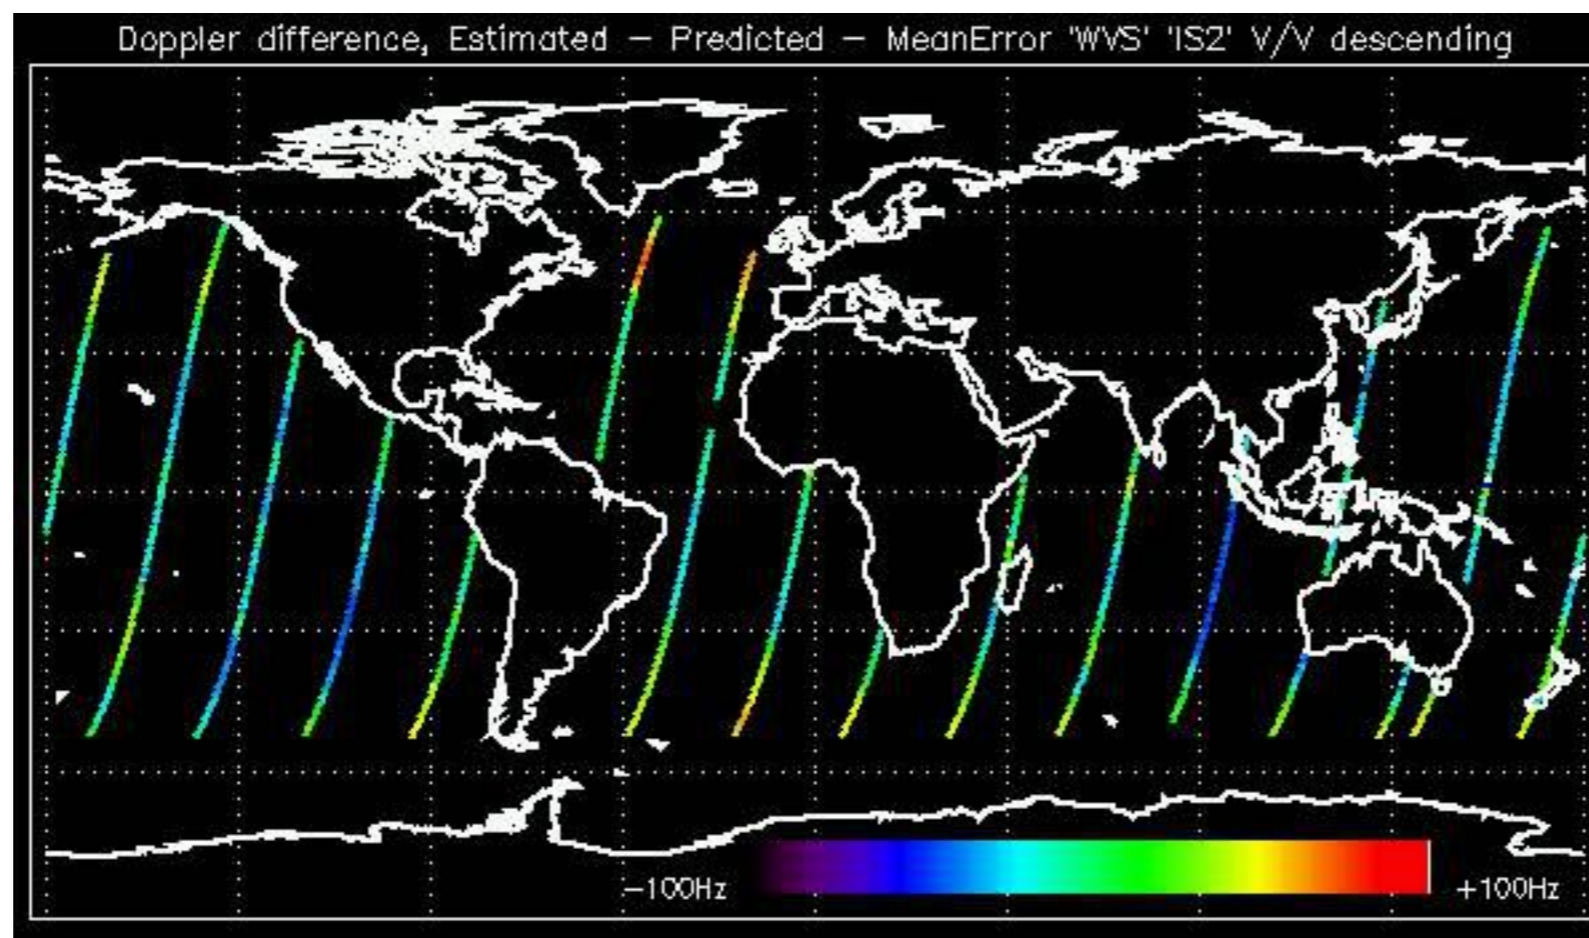 Doppler difference, Estimated - Predicted - MeanError 'WVS' 'IS2' V/V descending
-100Hz +100Hz